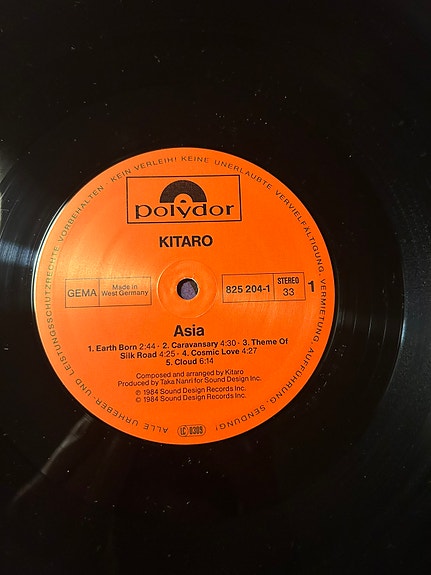 ALLE URHEBER- UND LEISTUNGSSCHUTZRECHTE VORBEHALTEN · KEIN VERLEIH! KEINE UNERLAUBTE VERVIELFÄLTIGUNG, VERMIETUNG, AUFFÜHRUNG, SENDUNG!
polydor
KITARO
GEMA
Made in
West Germany
825 204-1
STEREO
33
1
Asia
1. Earth Born 2:44 · 2. Caravansary 4:30 · 3. Theme Of
Silk Road 4:25 · 4. Cosmic Love 4:27
5. Cloud 6:14
Composed and arranged by Kitaro
Produced by Taka Nanri for Sound Design Inc.
℗ 1984 Sound Design Records Inc.
© 1984 Sound Design Records Inc.
LC 0309